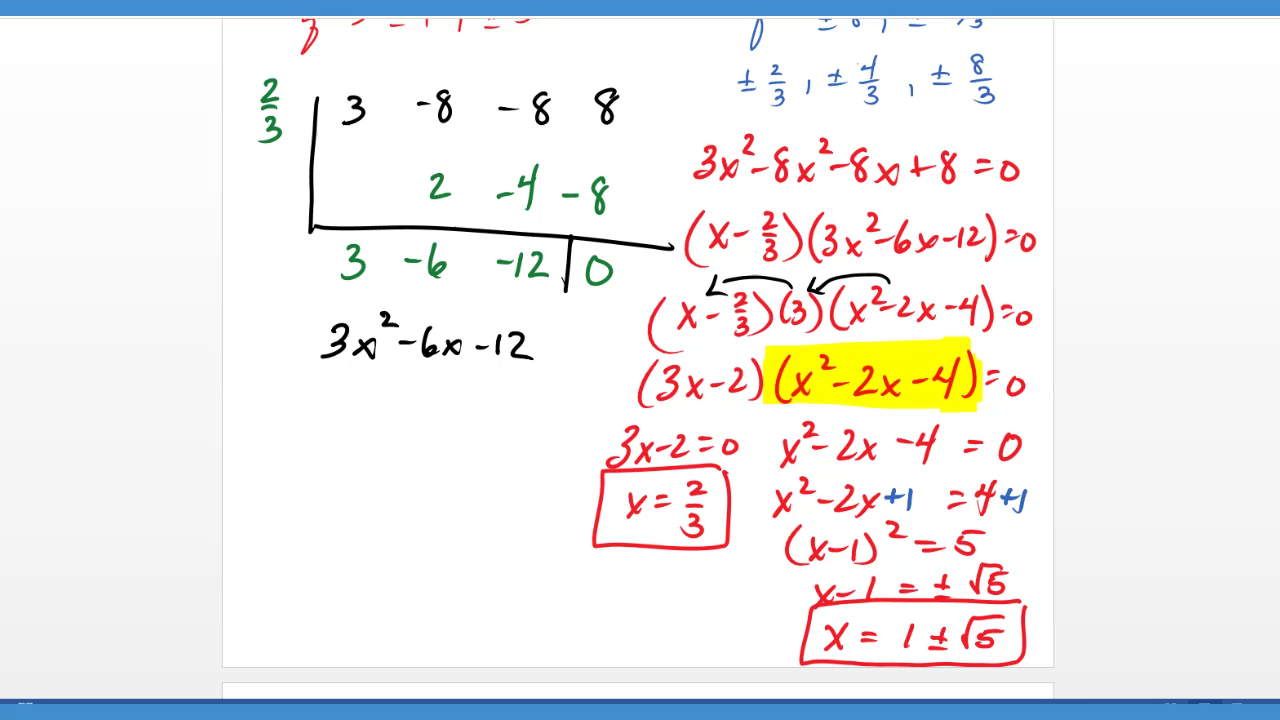 ± 2/3 , ± 4/3 , ± 8/3
2/3 | 3 -8 -8 8
2 -4 -8
3 -6 -12 | 0
3x² - 6x - 12
3x² - 8x² - 8x + 8 = 0
(x - 2/3)(3x² - 6x - 12) = 0
(x - 2/3)(3)(x² - 2x - 4) = 0
(3x - 2)(x² - 2x - 4) = 0
3x - 2 = 0
x = 2/3
x² - 2x - 4 = 0
x² - 2x + 1 = 4 + 1
(x - 1)² = 5
x - 1 = ± √5
x = 1 ± √5